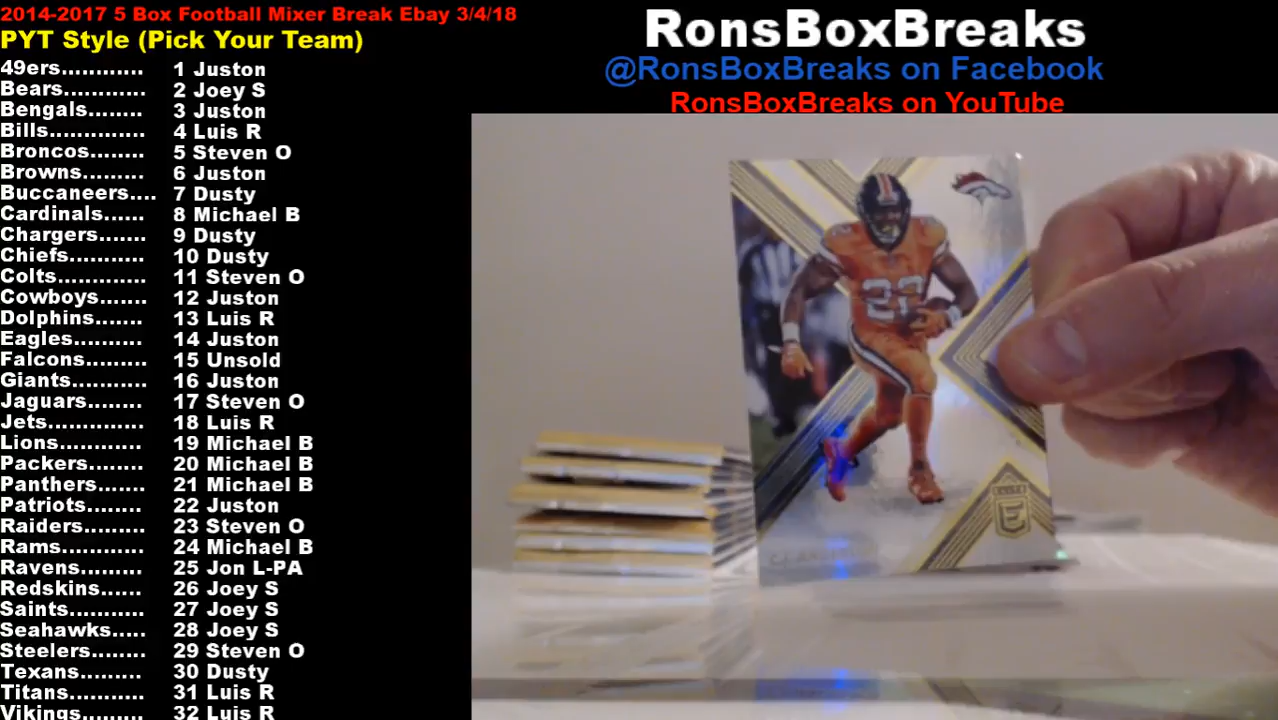 2014-2017 5 Box Football Mixer Break Ebay 3/4/18
PYT Style (Pick Your Team)
49ers............ 1 Juston
Bears............ 2 Joey S
Bengals........ 3 Juston
Bills.............. 4 Luis R
Broncos........ 5 Steven O
Browns......... 6 Juston
Buccaneers.... 7 Dusty
Cardinals...... 8 Michael B
Chargers....... 9 Dusty
Chiefs........... 10 Dusty
Colts............. 11 Steven O
Cowboys....... 12 Juston
Dolphins....... 13 Luis R
Eagles........... 14 Juston
Falcons......... 15 Unsold
Giants........... 16 Juston
Jaguars........ 17 Steven O
Jets............... 18 Luis R
Lions............ 19 Michael B
Packers........ 20 Michael B
Panthers....... 21 Michael B
Patriots........ 22 Juston
Raiders......... 23 Steven O
Rams............ 24 Michael B
Ravens......... 25 Jon L-PA
Redskins...... 26 Joey S
Saints........... 27 Joey S
Seahawks..... 28 Joey S
Steelers........ 29 Steven O
Texans......... 30 Dusty
Titans........... 31 Luis R
Vikings......... 32 Luis R
RonsBoxBreaks
@RonsBoxBreaks on Facebook
RonsBoxBreaks on YouTube
22